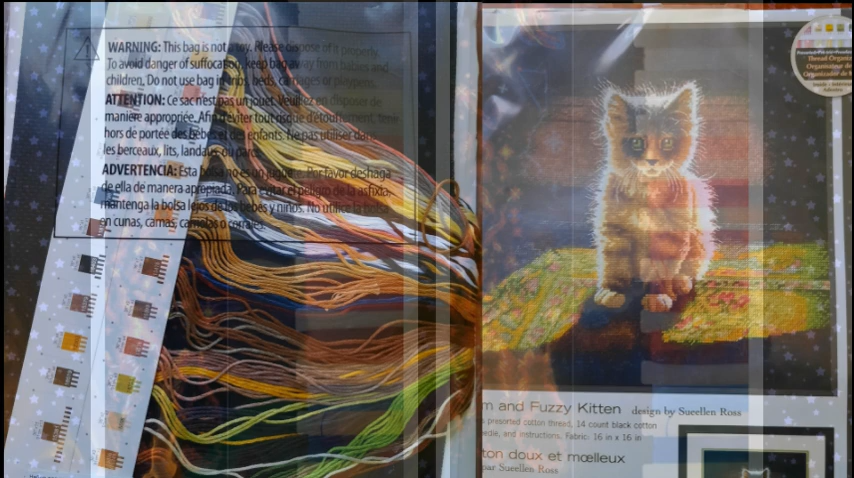 WARNING: This bag is not a toy. Please dispose of it properly.
To avoid danger of suffocation, keep bag away from babies and
children, Do not use bag in cribs, beds, carriages or playpens.
ATTENTION: Ce sac n'est pas un jouet. Veuillez en disposer de
manière appropriée. Afin d'éviter tout risque d'étouffement, tenir
hors de portée des bébés et des enfants. Ne pas utiliser dans
les berceaux, lits, landaus ou parcs.
ADVERTENCIA: Esta bolsa no es un juguete. Por favor deshaga
de ella de manera apropiada. Para evitar el peligro de la asfixia,
mantenga la bolsa lejos de los bebés y niños. No utilice la bolsa
en cunas, camas, carriolas o corrales.
Thread Organizer
m and Fuzzy Kitten design by Sueellen Ross
presorted cotton thread, 14 count black cotton
needle, and instructions. Fabric: 16 in x 16 in
ton doux et mœlleux
par Sueellen Ross